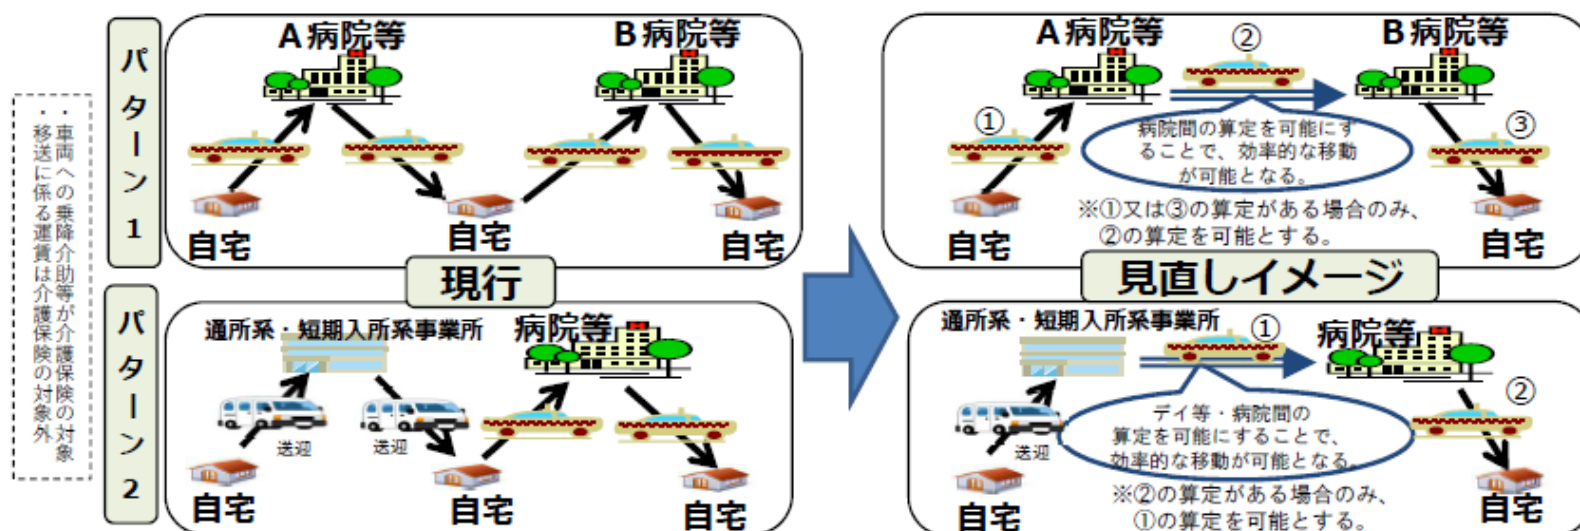 ・車両への乗降介助等が介護保険の対象
・移送に係る運賃は介護保険の対象外
パターン1
A病院等
B病院等
自宅
自宅
自宅
現行
パターン2
通所系・短期入所系事業所
病院等
送迎
送迎
自宅
自宅
自宅
A病院等
②
B病院等
①
③
病院間の算定を可能にす
ることで、効率的な移動
が可能となる。
※①又は③の算定がある場合のみ、
②の算定を可能とする。
自宅
自宅
見直しイメージ
通所系・短期入所系事業所
①
病院等
②
送迎
デイ等・病院間の
算定を可能にすることで、
効率的な移動が可能となる。
※②の算定がある場合のみ、
①の算定を可能とする。
自宅
自宅